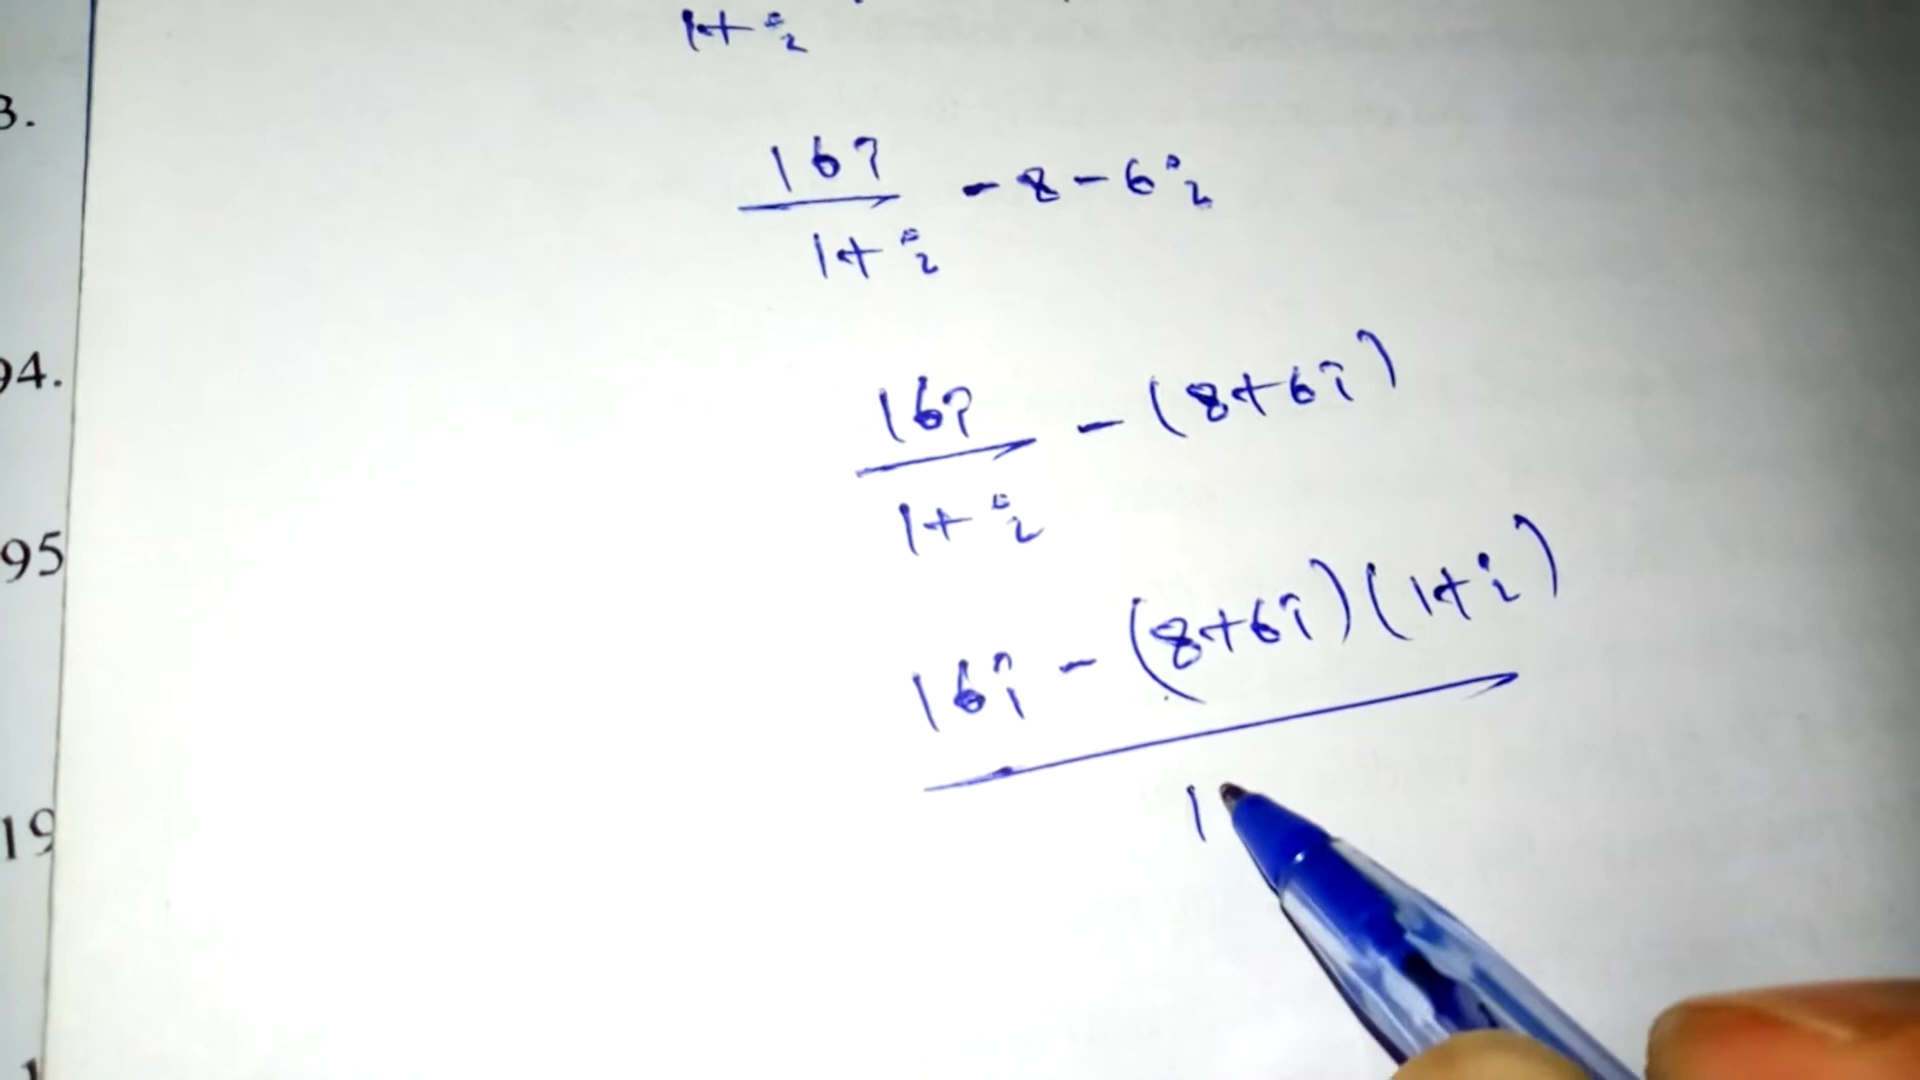 1+i
3.
16i
1+i
- 8 - 6i
94.
16i
1+i
- (8+6i)
95
16i - (8+6i)(1+i)
1
19